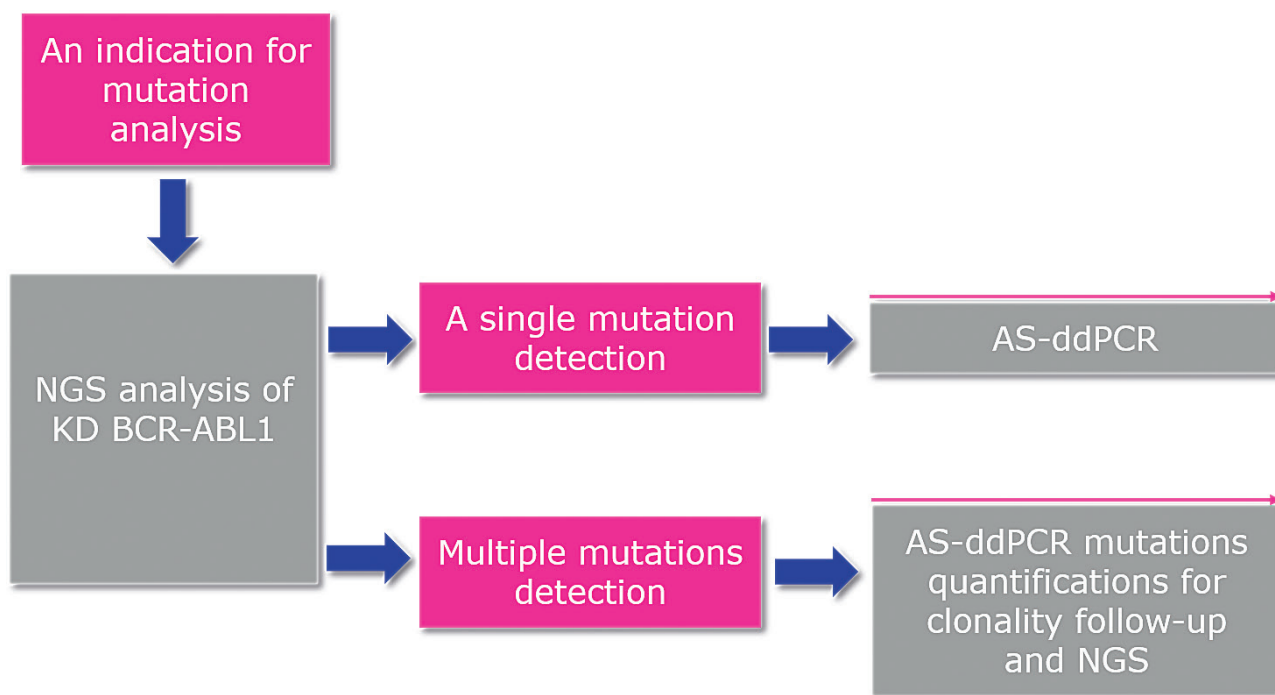 An indication for
mutation
analysis
NGS analysis of
KD BCR-ABL1
A single mutation
detection
AS-ddPCR
Multiple mutations
detection
AS-ddPCR mutations
quantifications for
clonality follow-up
and NGS